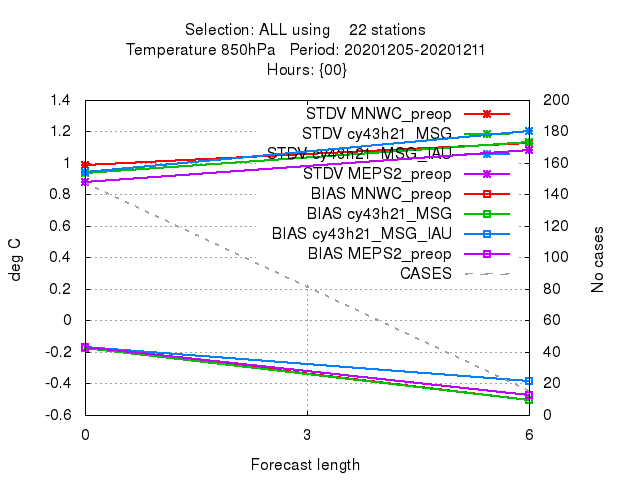 Selection: ALL using 22 stations
Temperature 850hPa Period: 20201205-20201211
Hours: {00}
1.4 200
STDV MNWC_preop
1.2 180
STDV cy43h21_MSG
STDV cy43h21_MSG_IAU
1 160
STDV MEPS2_preop
0.8 140
BIAS MNWC_preop
BIAS cy43h21_MSG
0.6 120
BIAS cy43h21_MSG_IAU
0.4 100
BIAS MEPS2_preop
CASES
0.2 80
0 60
-0.2 40
-0.4 20
-0.6 0
deg C
No cases
0 3 6
Forecast length